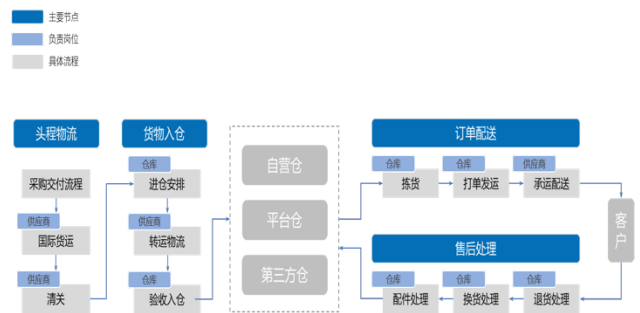 主要节点
负责岗位
具体流程
头程物流
货物入仓
订单配送
采购交付流程
供应商
国际货运
供应商
清关
仓库
进仓安排
供应商
转运物流
仓库
验收入仓
自营仓
平台仓
第三方仓
仓库
拣货
仓库
打单发运
供应商
承运配送
客户
售后处理
仓库
配件处理
仓库
换货处理
仓库
退货处理